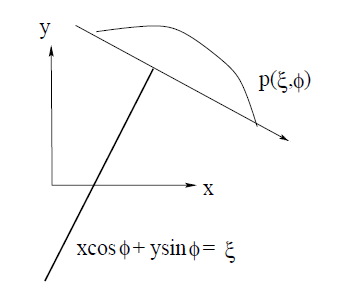 y
p(ξ,ϕ)
x
xcosϕ+ ysinϕ= ξ